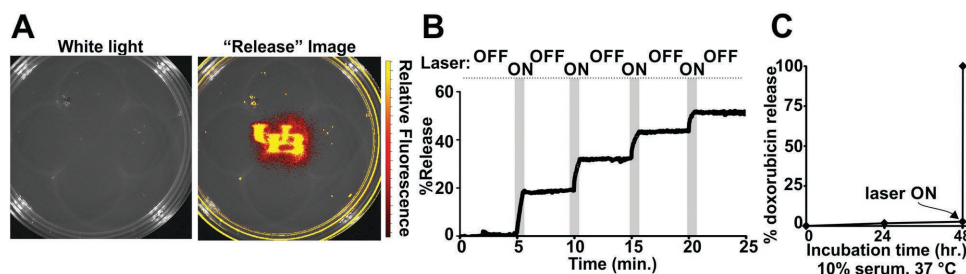 A
White light
“Release” Image
UB
Relative Fluorescence
B
Laser: OFF OFF OFF OFF OFF
ON ON ON ON
%Release
60
40
20
0
0 5 10 15 20 25
Time (min.)
C
% doxorubicin release
100
75
50
25
0
laser ON
0 24 48
Incubation time (hr.)
10% serum, 37 °C